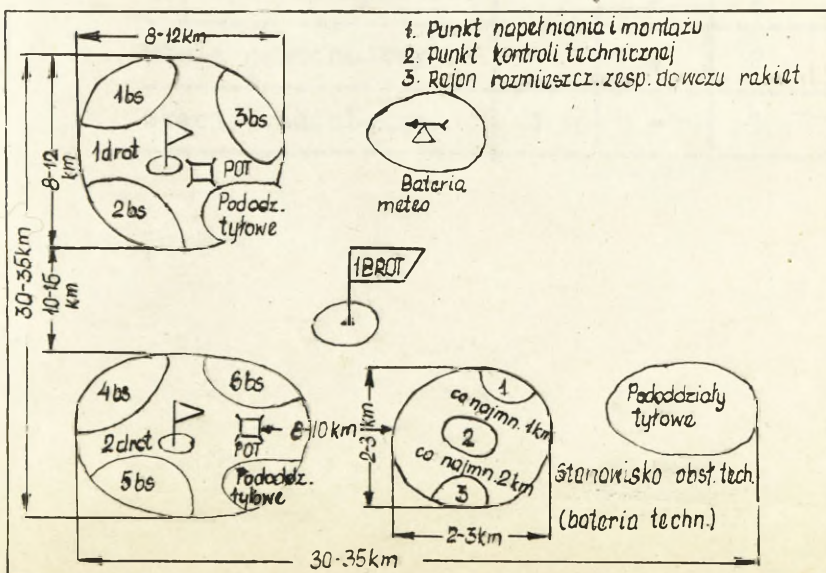 8-12km
1. Punkt napełniania i montażu
2. Punkt kontroli technicznej
3. Rejon rozmieszcz. zesp. dowozu rakiet
1bs
3bs
1drot
POT
2bs
Pododz.
tyłowe
8-12
km
10-15
km
30-35km
Bateria
meteo
1BROT
4bs
6bs
2drot
POT
5bs
Pododdz.
tyłowe
8-10km
2-3km
1
co najmn. 1km
2
co najmn. 2km
3
2-3km
Pododdziały
tyłowe
Stanowisko obsł. tech.
(bateria techn.)
30-35km